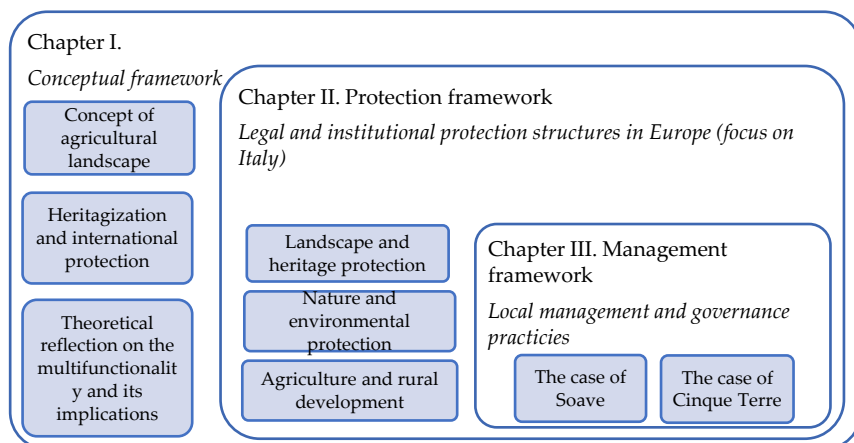 Chapter I.
Conceptual framework
Concept of
agricultural
landscape
Heritagization
and international
protection
Theoretical
reflection on the
multifunctionalit
y and its
implications
Chapter II. Protection framework
Legal and institutional protection structures in Europe (focus on
Italy)
Landscape and
heritage protection
Nature and
environmental
protection
Agriculture and rural
development
Chapter III. Management
framework
Local management and governance
practicies
The case of
Soave
The case of
Cinque Terre